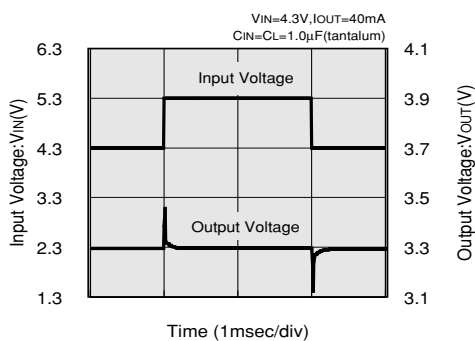 VIN=4.3V,IOUT=40mA
CIN=CL=1.0µF(tantalum)
6.3
5.3
4.3
3.3
2.3
1.3
Input Voltage:VIN(V)
Input Voltage
Output Voltage
4.1
3.9
3.7
3.5
3.3
3.1
Output Voltage:VOUT(V)
Time (1msec/div)